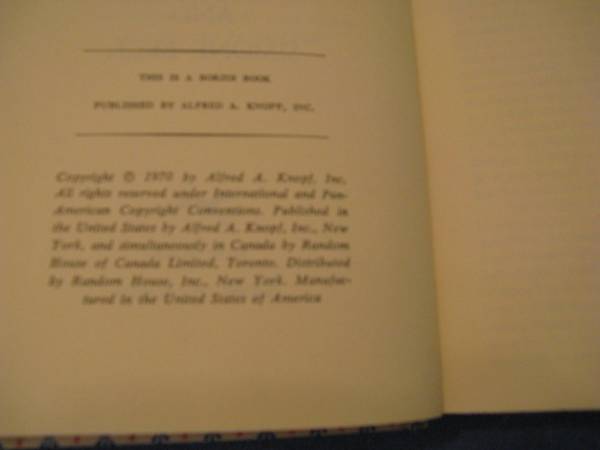 THIS IS A BORZOI BOOK
PUBLISHED BY ALFRED A. KNOPF, INC.
Copyright © 1970 by Alfred A. Knopf, Inc.
All rights reserved under International and Pan-
American Copyright Conventions. Published in
the United States by Alfred A. Knopf, Inc., New
York, and simultaneously in Canada by Random
House of Canada Limited, Toronto. Distributed
by Random House, Inc., New York. Manufac-
tured in the United States of America